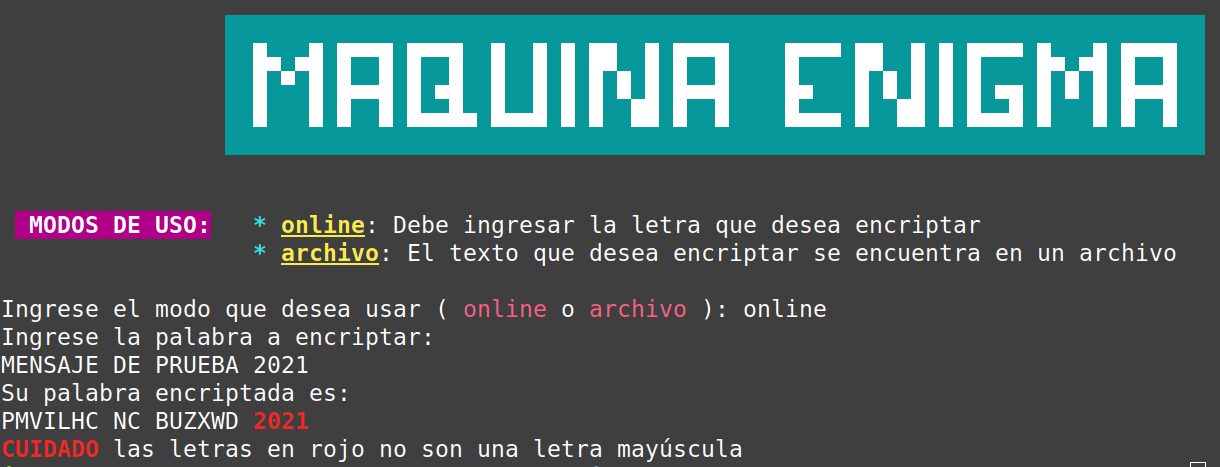 MAQUINA ENIGMA
MODOS DE USO: * online: Debe ingresar la letra que desea encriptar
* archivo: El texto que desea encriptar se encuentra en un archivo
Ingrese el modo que desea usar ( online o archivo ): online
Ingrese la palabra a encriptar:
MENSAJE DE PRUEBA 2021
Su palabra encriptada es:
PMVILHC NC BUZXWD 2021
CUIDADO las letras en rojo no son una letra mayúscula